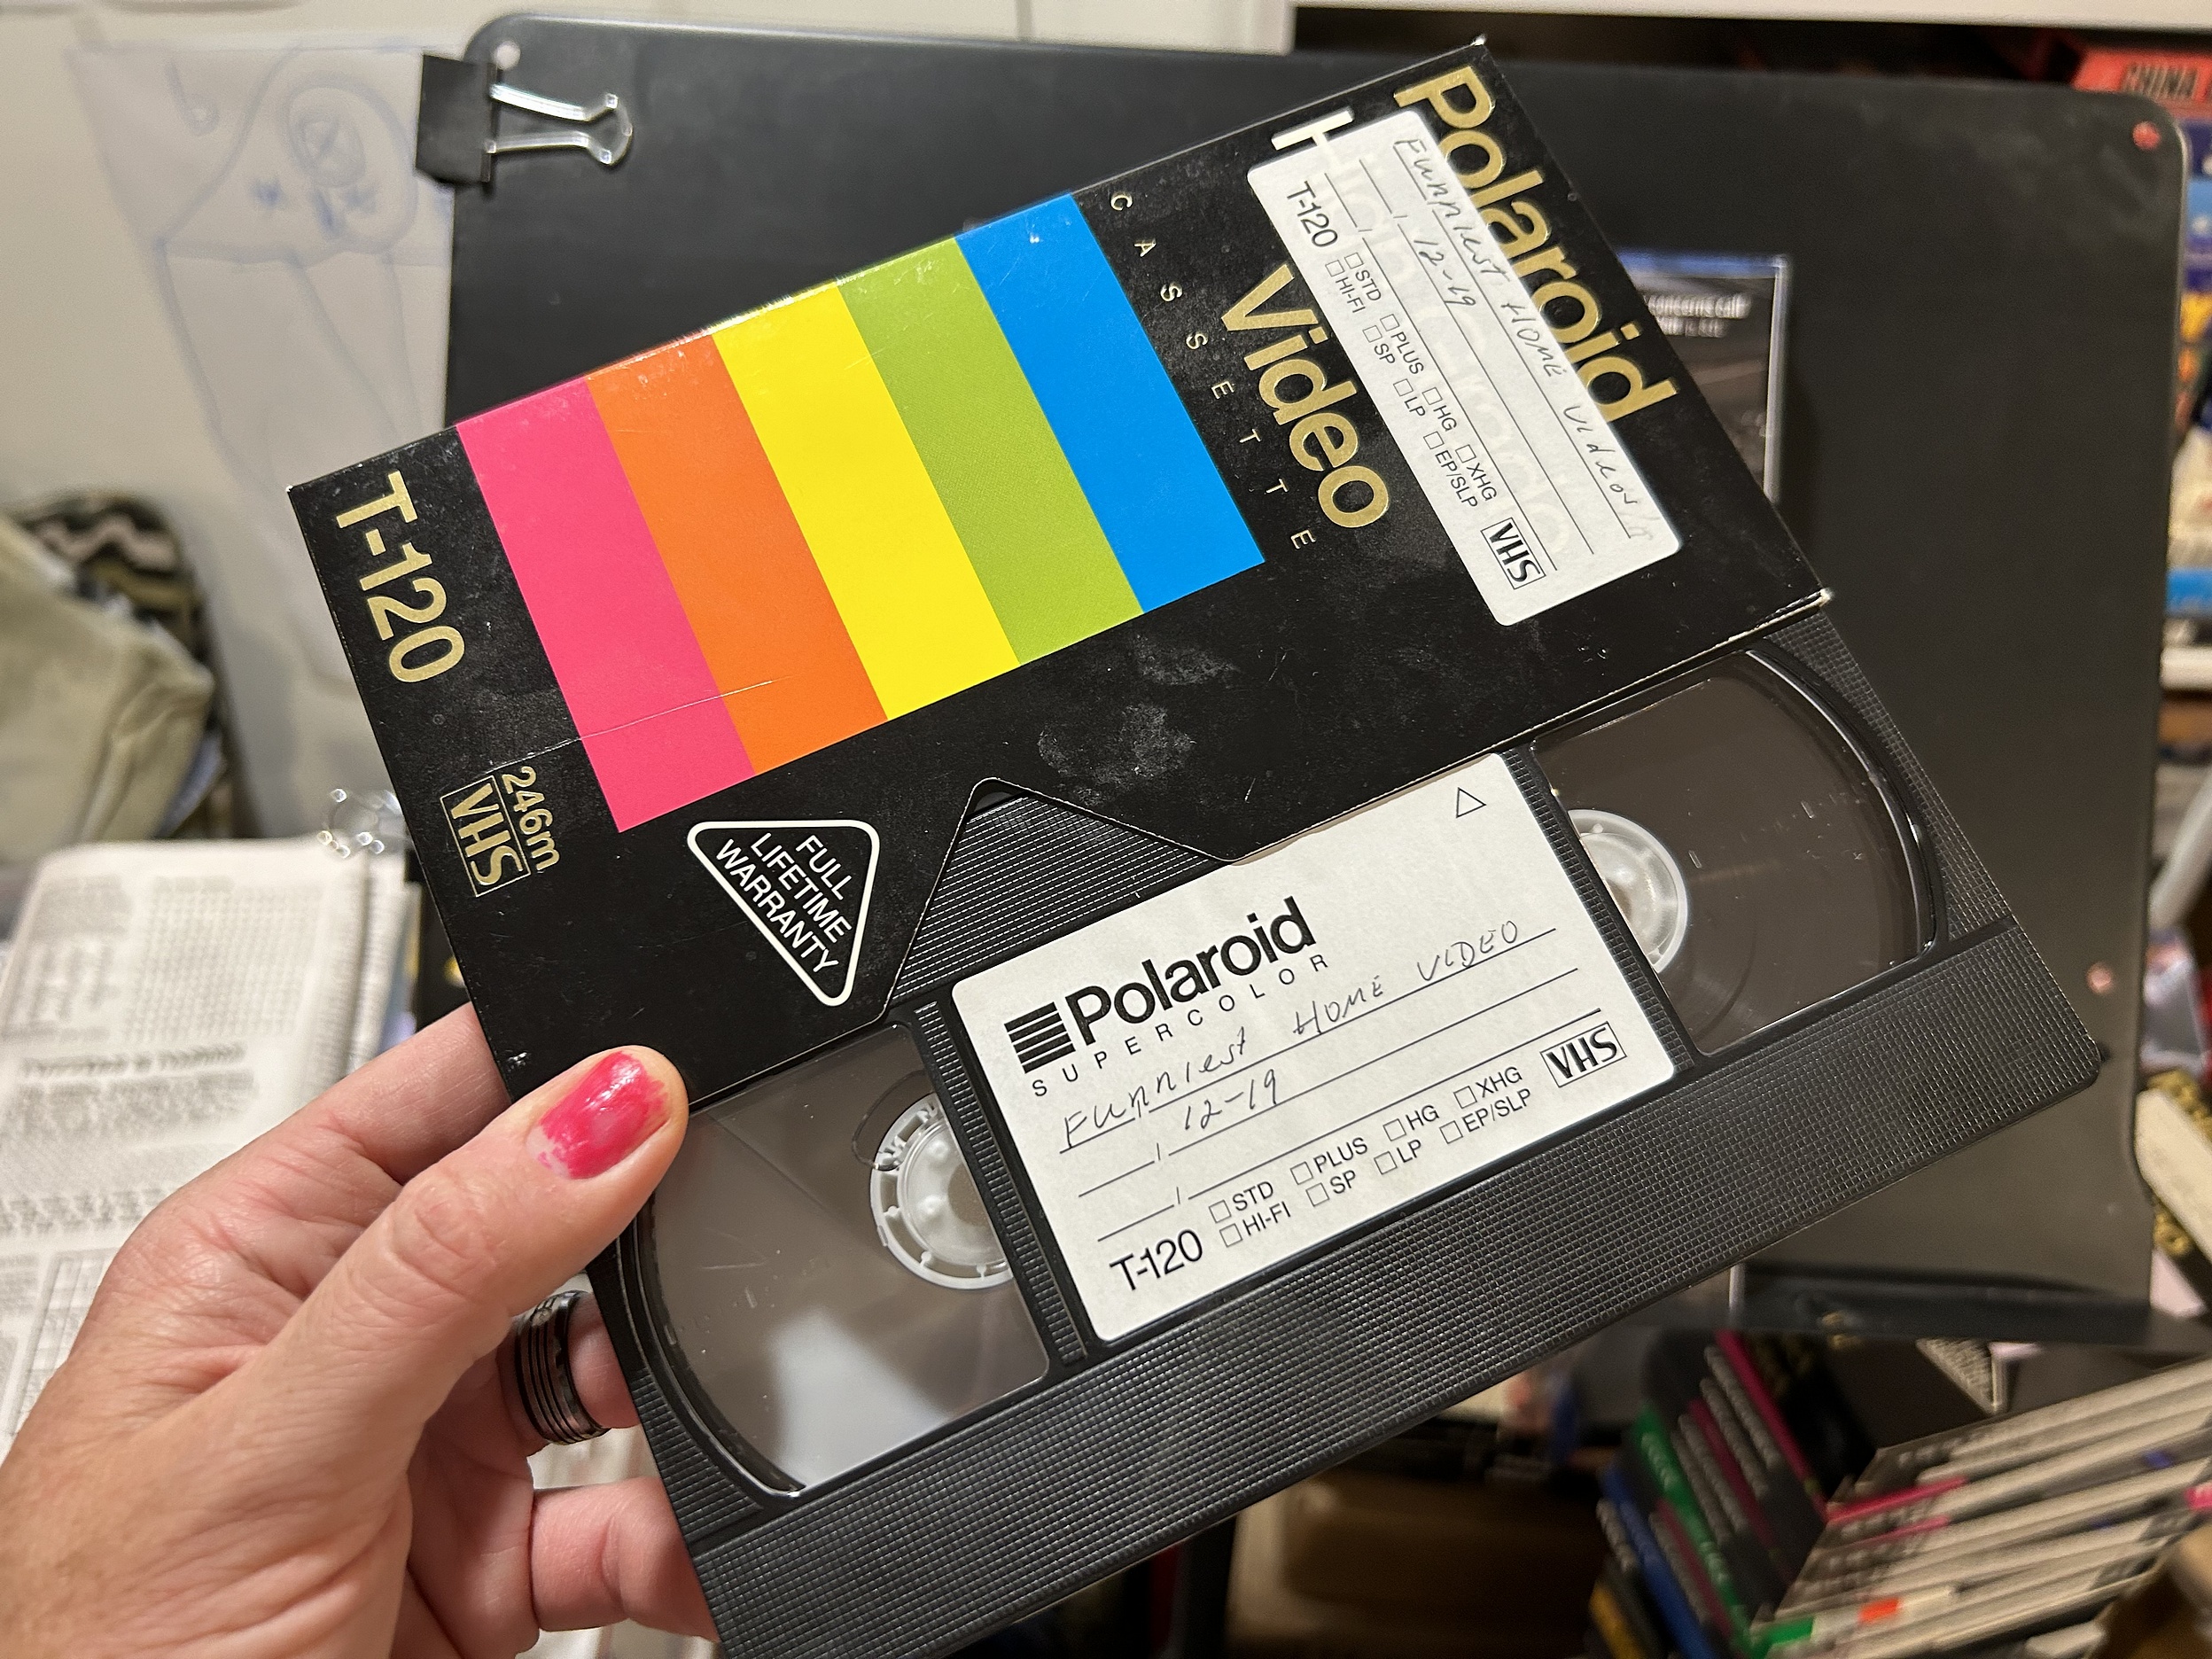 Polaroid
Video
CASSETTE
Funniest HOME Videos
12-19
T-120
STD PLUS HG XHG
HI-FI SP LP EP/SLP
VHS
T-120
246m
VHS
FULL
LIFETIME
WARRANTY
Polaroid
SUPERCOLOR
Funniest HOME VIDEO
12-19
T-120
STD PLUS HG XHG
HI-FI SP LP EP/SLP
VHS
CHINA